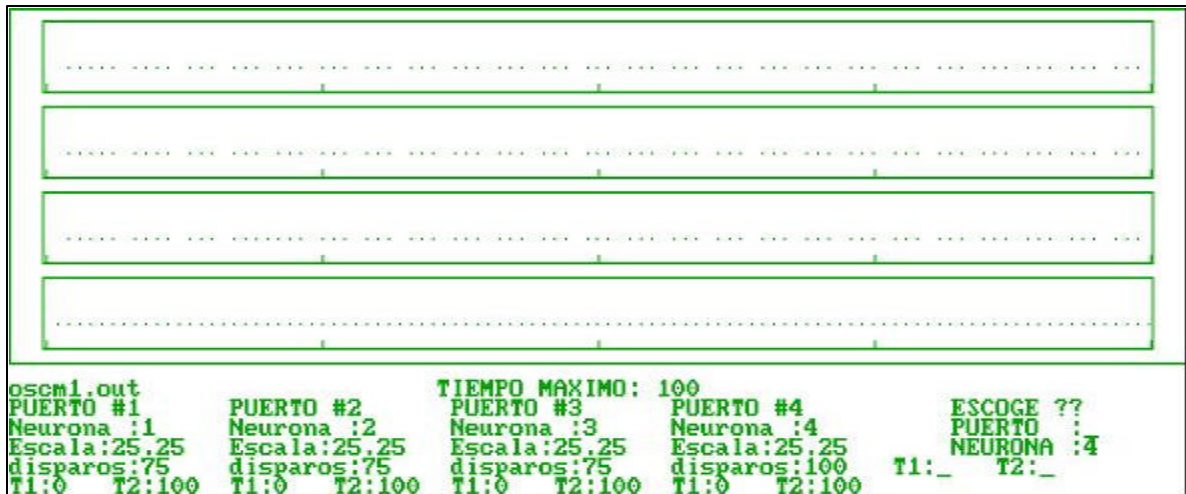 oscm1.out TIEMPO MAXIMO: 100
PUERTO #1 PUERTO #2 PUERTO #3 PUERTO #4 ESCOGE ??
Neurona :1 Neurona :2 Neurona :3 Neurona :4 PUERTO :
Escala:25,25 Escala:25,25 Escala:25,25 Escala:25,25 NEURONA :4
disparos:75 disparos:75 disparos:75 disparos:100 T1:_ T2:_
T1:0 T2:100 T1:0 T2:100 T1:0 T2:100 T1:0 T2:100